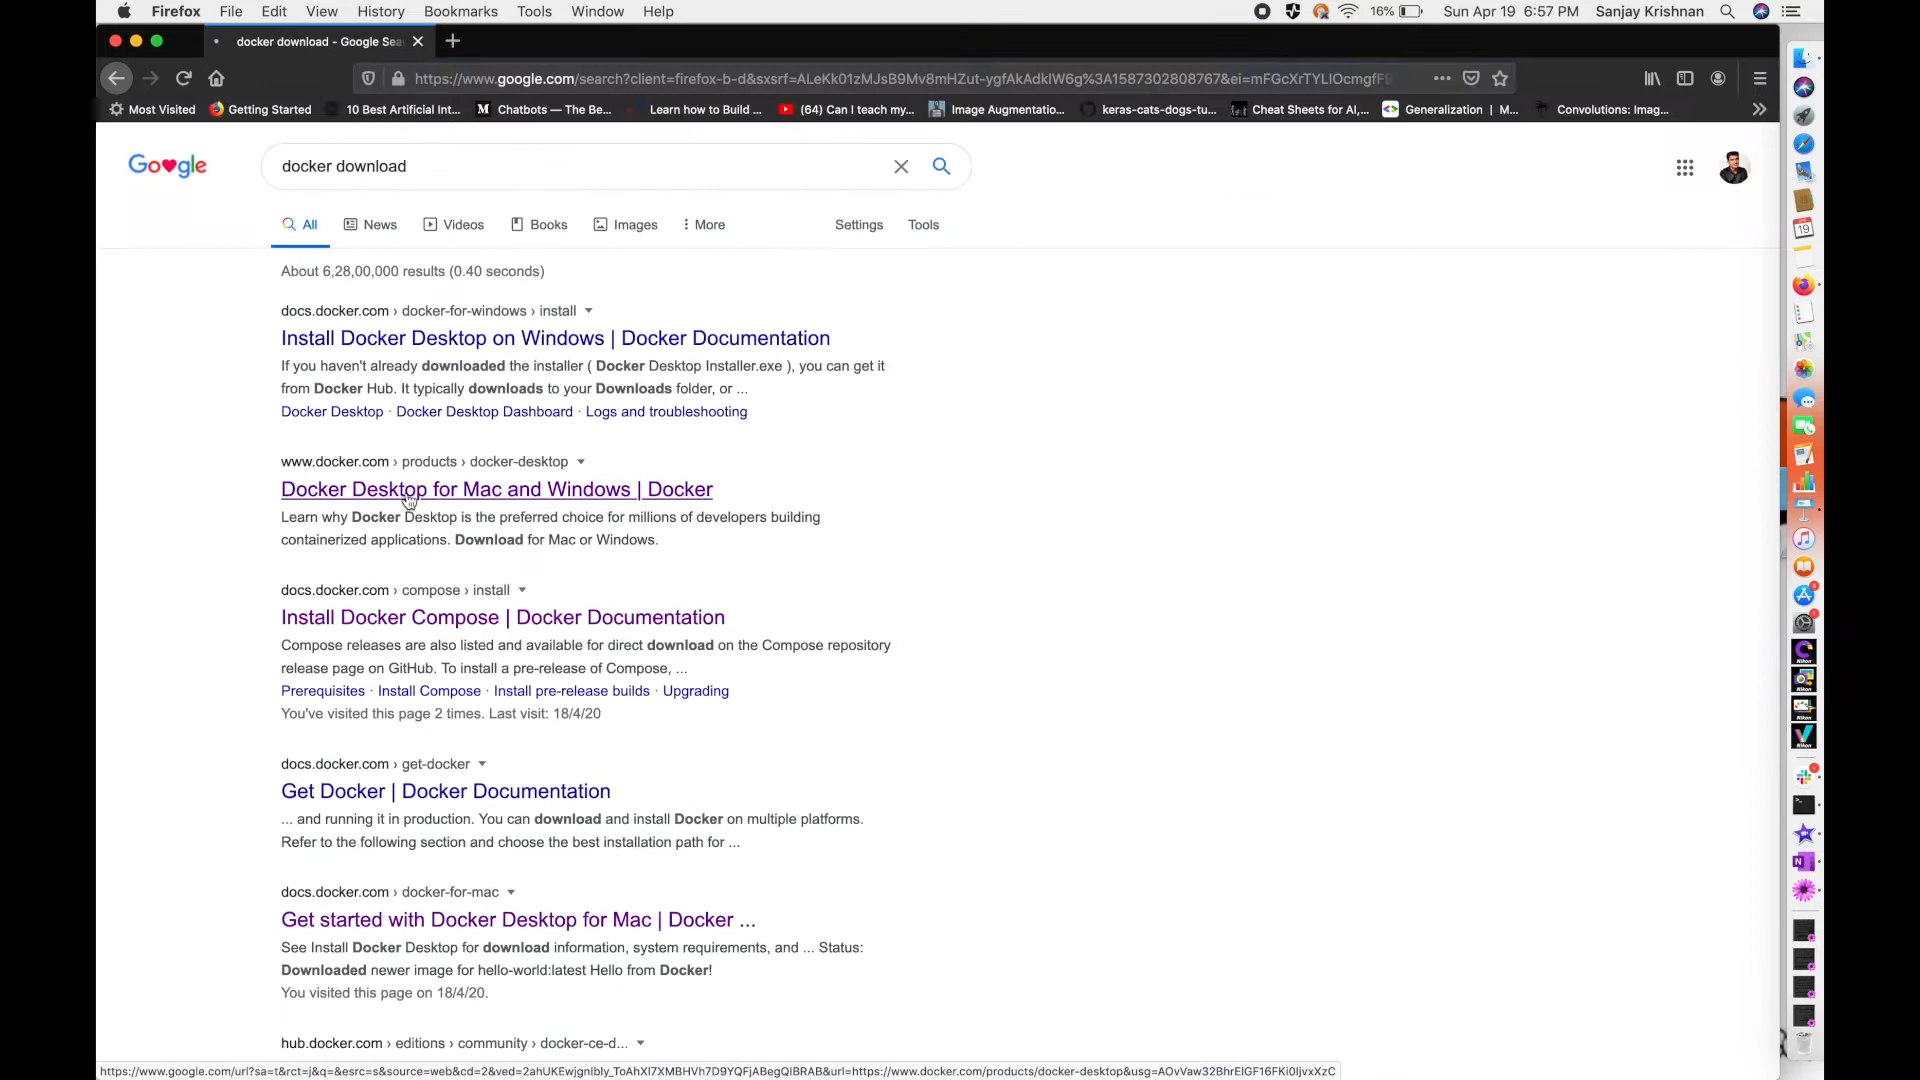 Firefox File Edit View History Bookmarks Tools Window Help 16% Sun Apr 19 6:57 PM Sanjay Krishnan
docker download - Google Sea
https://www.google.com/search?client=firefox-b-d&sxsrf=ALeKk01zMJsB9Mv8mHZut-ygfAkAdklW6g%3A1587302808767&ei=mFGcXrTYLIOcmgfF9
Most Visited Getting Started 10 Best Artificial Int... Chatbots — The Be... Learn how to Build ... (64) Can I teach my... Image Augmentatio... keras-cats-dogs-tu... Cheat Sheets for AI,... Generalization | M... Convolutions: Imag...
Google
docker download
All News Videos Books Images More Settings Tools
About 6,28,00,000 results (0.40 seconds)
docs.docker.com › docker-for-windows › install
Install Docker Desktop on Windows | Docker Documentation
If you haven't already downloaded the installer ( Docker Desktop Installer.exe ), you can get it
from Docker Hub. It typically downloads to your Downloads folder, or ...
Docker Desktop · Docker Desktop Dashboard · Logs and troubleshooting
www.docker.com › products › docker-desktop
Docker Desktop for Mac and Windows | Docker
Learn why Docker Desktop is the preferred choice for millions of developers building
containerized applications. Download for Mac or Windows.
docs.docker.com › compose › install
Install Docker Compose | Docker Documentation
Compose releases are also listed and available for direct download on the Compose repository
release page on GitHub. To install a pre-release of Compose, ...
Prerequisites · Install Compose · Install pre-release builds · Upgrading
You've visited this page 2 times. Last visit: 18/4/20
docs.docker.com › get-docker
Get Docker | Docker Documentation
... and running it in production. You can download and install Docker on multiple platforms.
Refer to the following section and choose the best installation path for ...
docs.docker.com › docker-for-mac
Get started with Docker Desktop for Mac | Docker ...
See Install Docker Desktop for download information, system requirements, and ... Status:
Downloaded newer image for hello-world:latest Hello from Docker!
You visited this page on 18/4/20.
hub.docker.com › editions › community › docker-ce-d...
https://www.google.com/url?sa=t&rct=j&q=&esrc=s&source=web&cd=2&ved=2ahUKEwjgnIbly_ToAhXl7XMBHVh7D9YQFjABegQIBRAB&url=https://www.docker.com/products/docker-desktop&usg=AOvVaw32BhrElGF16FKi0ljvxXzC